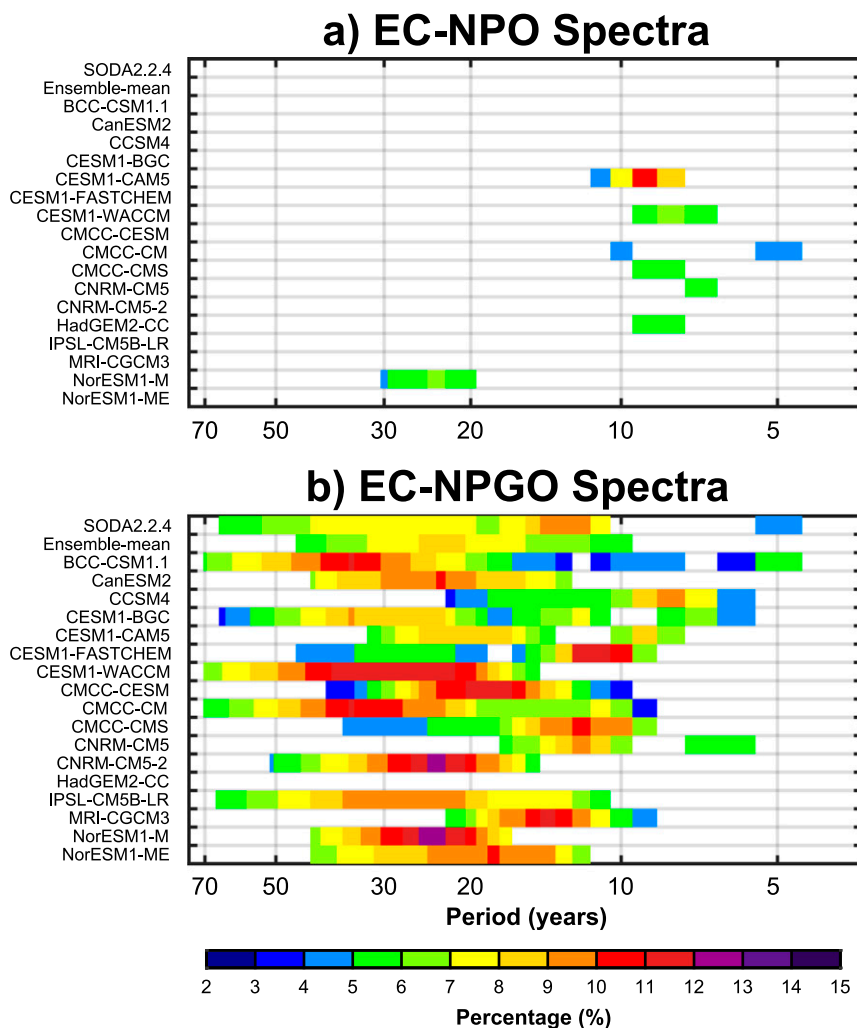 a) EC-NPO Spectra
SODA2.2.4
Ensemble-mean
BCC-CSM1.1
CanESM2
CCSM4
CESM1-BGC
CESM1-CAM5
CESM1-FASTCHEM
CESM1-WACCM
CMCC-CESM
CMCC-CM
CMCC-CMS
CNRM-CM5
CNRM-CM5-2
HadGEM2-CC
IPSL-CM5B-LR
MRI-CGCM3
NorESM1-M
NorESM1-ME
70 50 30 20 10 5
b) EC-NPGO Spectra
SODA2.2.4
Ensemble-mean
BCC-CSM1.1
CanESM2
CCSM4
CESM1-BGC
CESM1-CAM5
CESM1-FASTCHEM
CESM1-WACCM
CMCC-CESM
CMCC-CM
CMCC-CMS
CNRM-CM5
CNRM-CM5-2
HadGEM2-CC
IPSL-CM5B-LR
MRI-CGCM3
NorESM1-M
NorESM1-ME
70 50 30 20 10 5
Period (years)
2 3 4 5 6 7 8 9 10 11 12 13 14 15
Percentage (%)